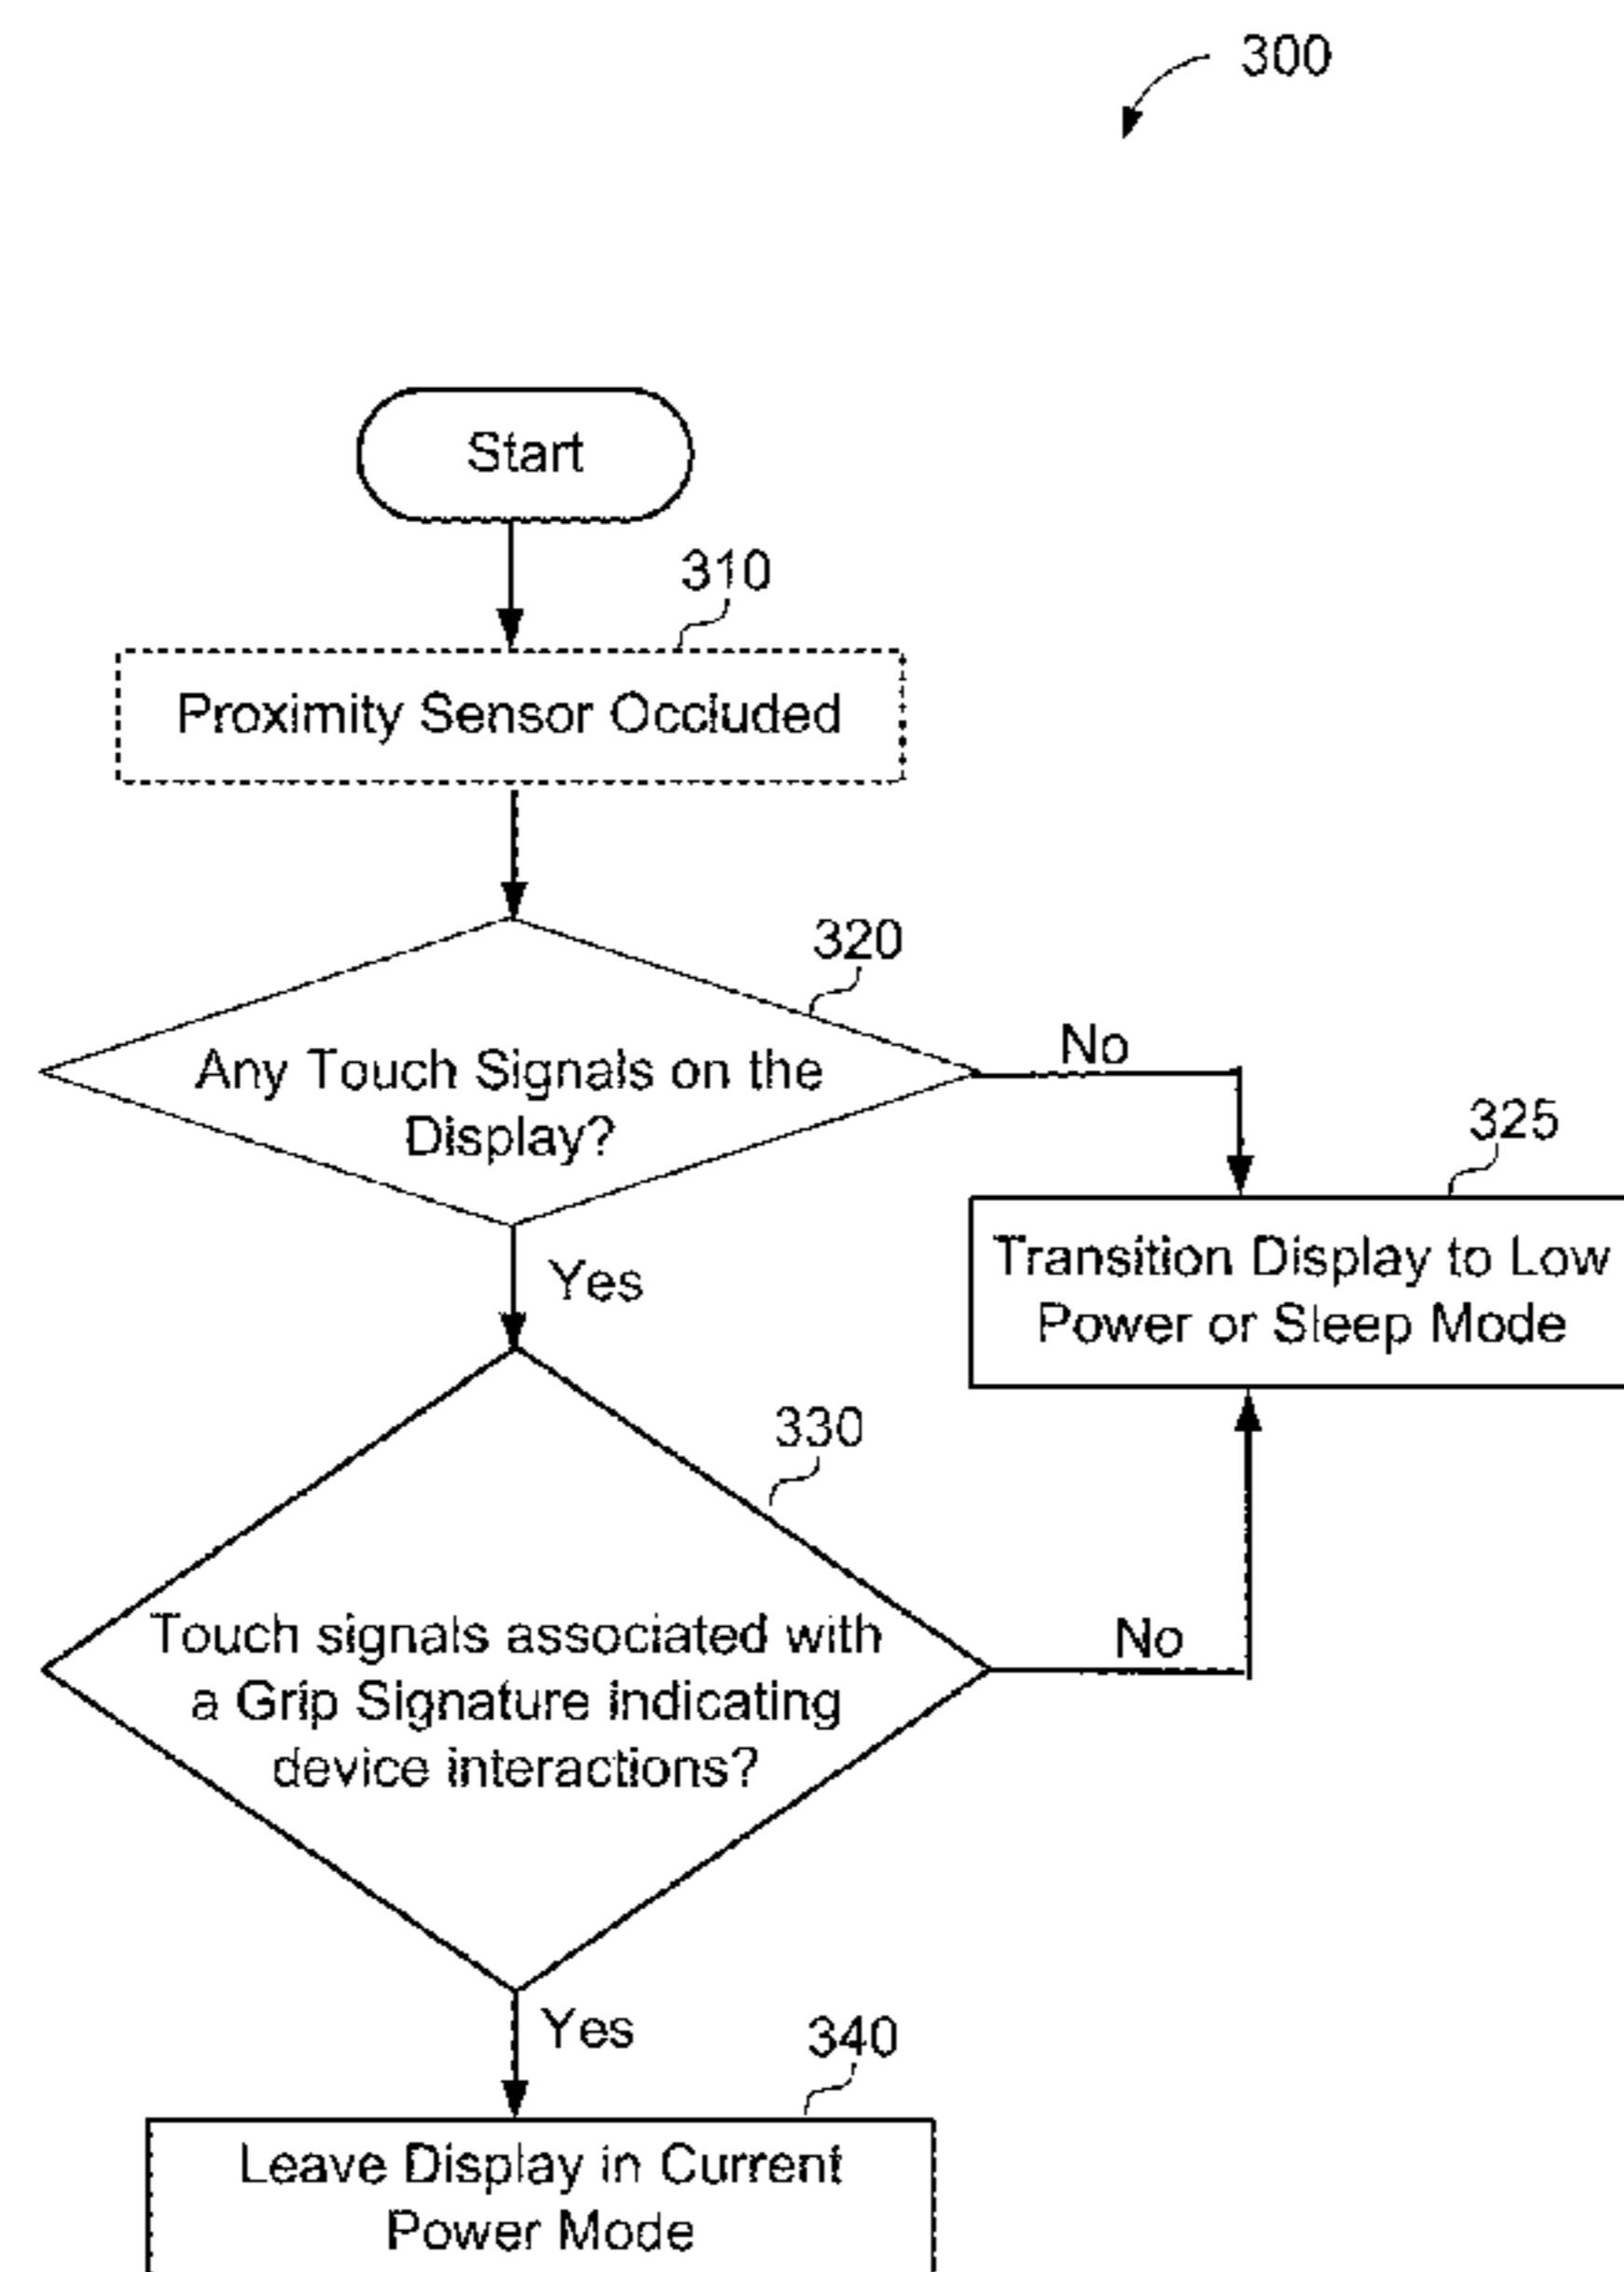 300
Start
310
Proximity Sensor Occluded
320
Any Touch Signals on the
Display?
No
325
Transition Display to Low
Power or Sleep Mode
Yes
330
Touch signals associated with
a Grip Signature indicating
device interactions?
No
Yes
340
Leave Display in Current
Power Mode